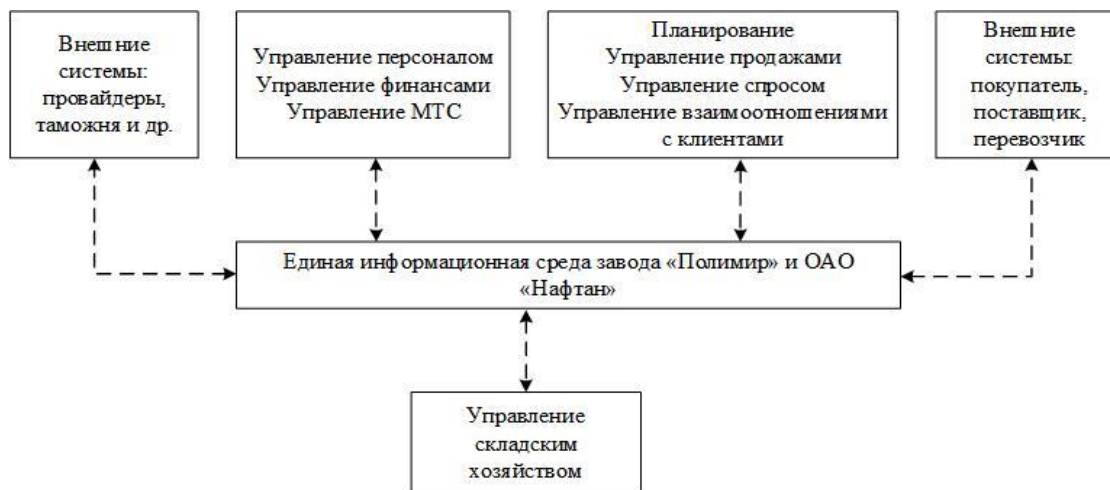 Внешние
системы:
провайдеры,
таможня и др.
Управление персоналом
Управление финансами
Управление МТС
Планирование
Управление продажами
Управление спросом
Управление взаимоотношениями
с клиентами
Внешние
системы:
покупатель,
поставщик,
перевозчик
Единая информационная среда завода «Полимир» и ОАО
«Нафтан»
Управление
складским
хозяйством